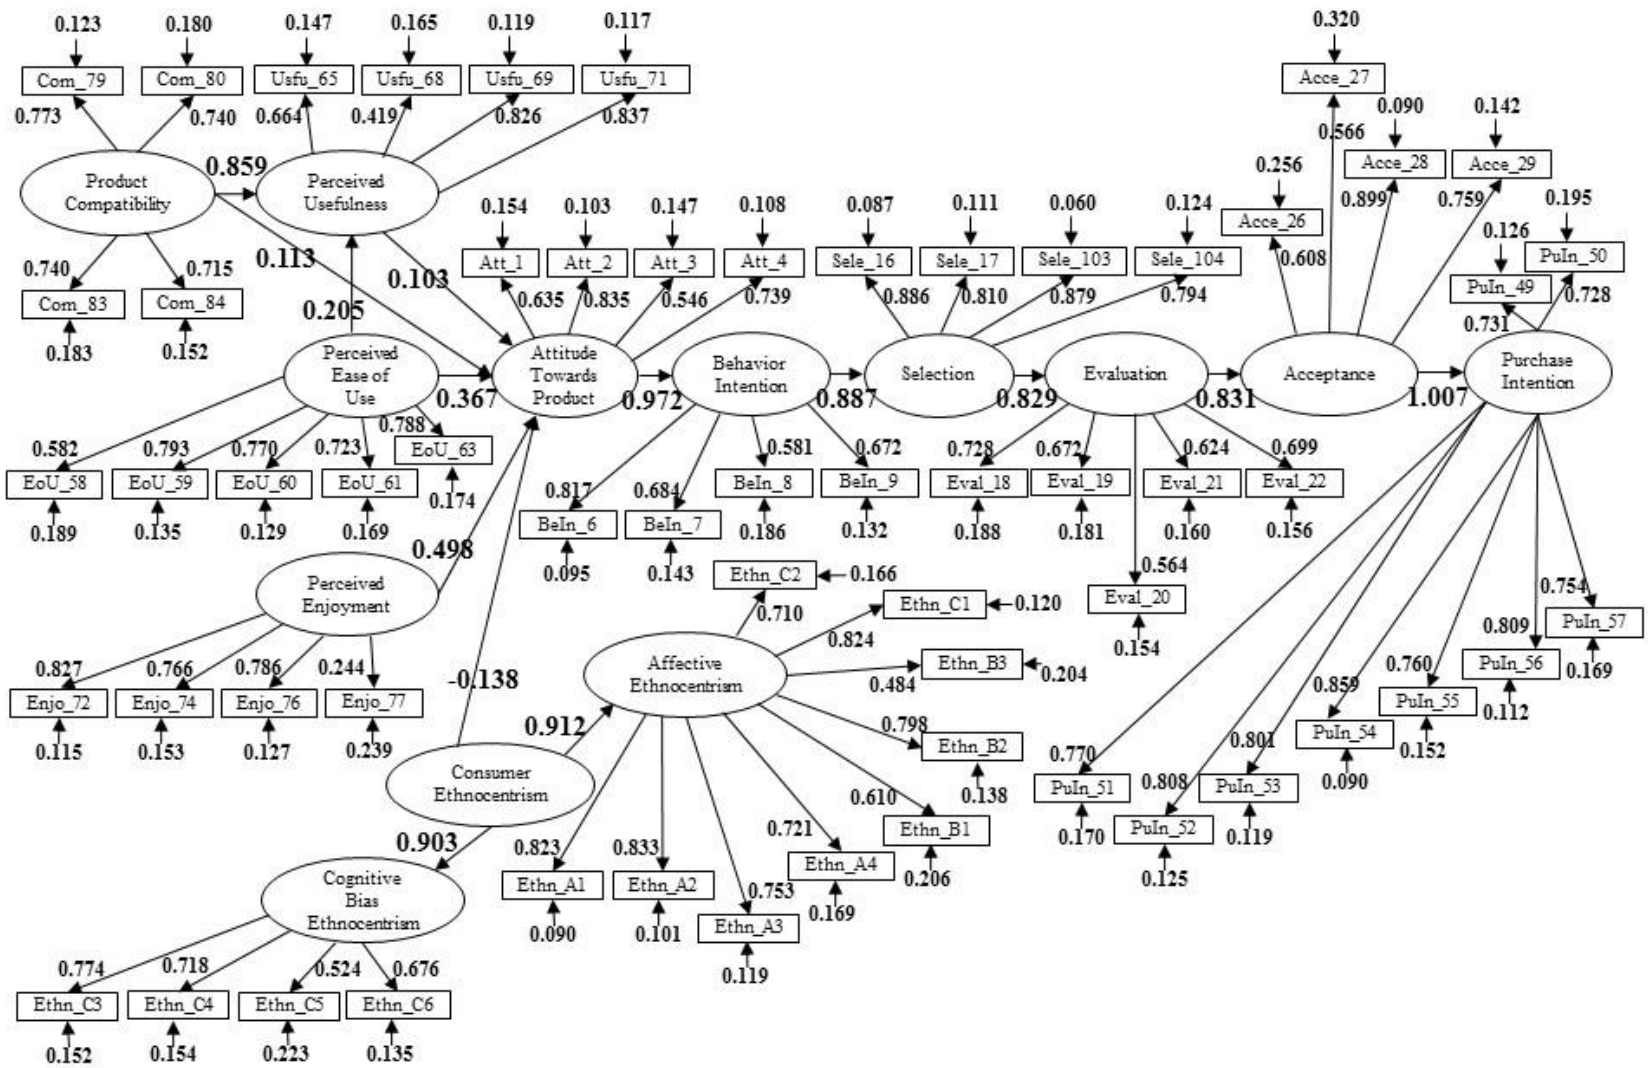 0.123 0.180 0.147 0.165 0.119 0.117 0.320
Com_79 Com_80 Usfu_65 Usfu_68 Usfu_69 Usfu_71 Acce_27
0.773 0.740 0.664 0.419 0.826 0.837 0.566 0.090 0.142
Acce_28 Acce_29
0.859
Product
Compatibility
Perceived
Usefulness
0.256 0.899 0.759 0.195
Acce_26 0.608 0.126 PuIn_50
0.154 0.103 0.147 0.108 0.087 0.111 0.060 0.124
Att_1 Att_2 Att_3 Att_4 Sele_16 Sele_17 Sele_103 Sele_104
0.635 0.835 0.546 0.739 0.886 0.810 0.879 0.794
PuIn_49 0.728
0.731
0.740 0.715 0.113 0.103
Com_83 Com_84
0.183 0.152 0.205
Perceived
Ease of
Use
Attitude
Towards
Product
Behavior
Intention
Selection
Evaluation
Acceptance
Purchase
Intention
0.367 0.972 0.887 0.829 0.831 1.007
0.582 0.793 0.770 0.723 0.788
EoU_58 EoU_59 EoU_60 EoU_61 EoU_63
0.189 0.135 0.129 0.169 0.174
0.817 0.684 0.581 0.672
BeIn_6 BeIn_7 BeIn_8 BeIn_9
0.095 0.143 0.186 0.132
0.728 0.672 0.624 0.699
Eval_18 Eval_19 Eval_21 Eval_22
0.188 0.181 0.160 0.156
0.564
Eval_20
0.154
0.498
Perceived
Enjoyment
0.827 0.766 0.786 0.244
Enjo_72 Enjo_74 Enjo_76 Enjo_77
0.115 0.153 0.127 0.239
-0.138
Ethn_C2 0.166
0.710
Ethn_C1 0.120
0.824
Affective
Ethnocentrism
Ethn_B3 0.204
0.484
0.798
Ethn_B2
0.138
0.912
Consumer
Ethnocentrism
0.903
0.823 0.833 0.753 0.721 0.610
Ethn_A1 Ethn_A2 Ethn_A3 Ethn_A4 Ethn_B1
0.090 0.101 0.119 0.169 0.206
0.770 0.808 0.801 0.859 0.760 0.809 0.754
PuIn_51 PuIn_52 PuIn_53 PuIn_54 PuIn_55 PuIn_56 PuIn_57
0.170 0.125 0.119 0.090 0.152 0.112 0.169
Cognitive
Bias
Ethnocentrism
0.774 0.718 0.524 0.676
Ethn_C3 Ethn_C4 Ethn_C5 Ethn_C6
0.152 0.154 0.223 0.135